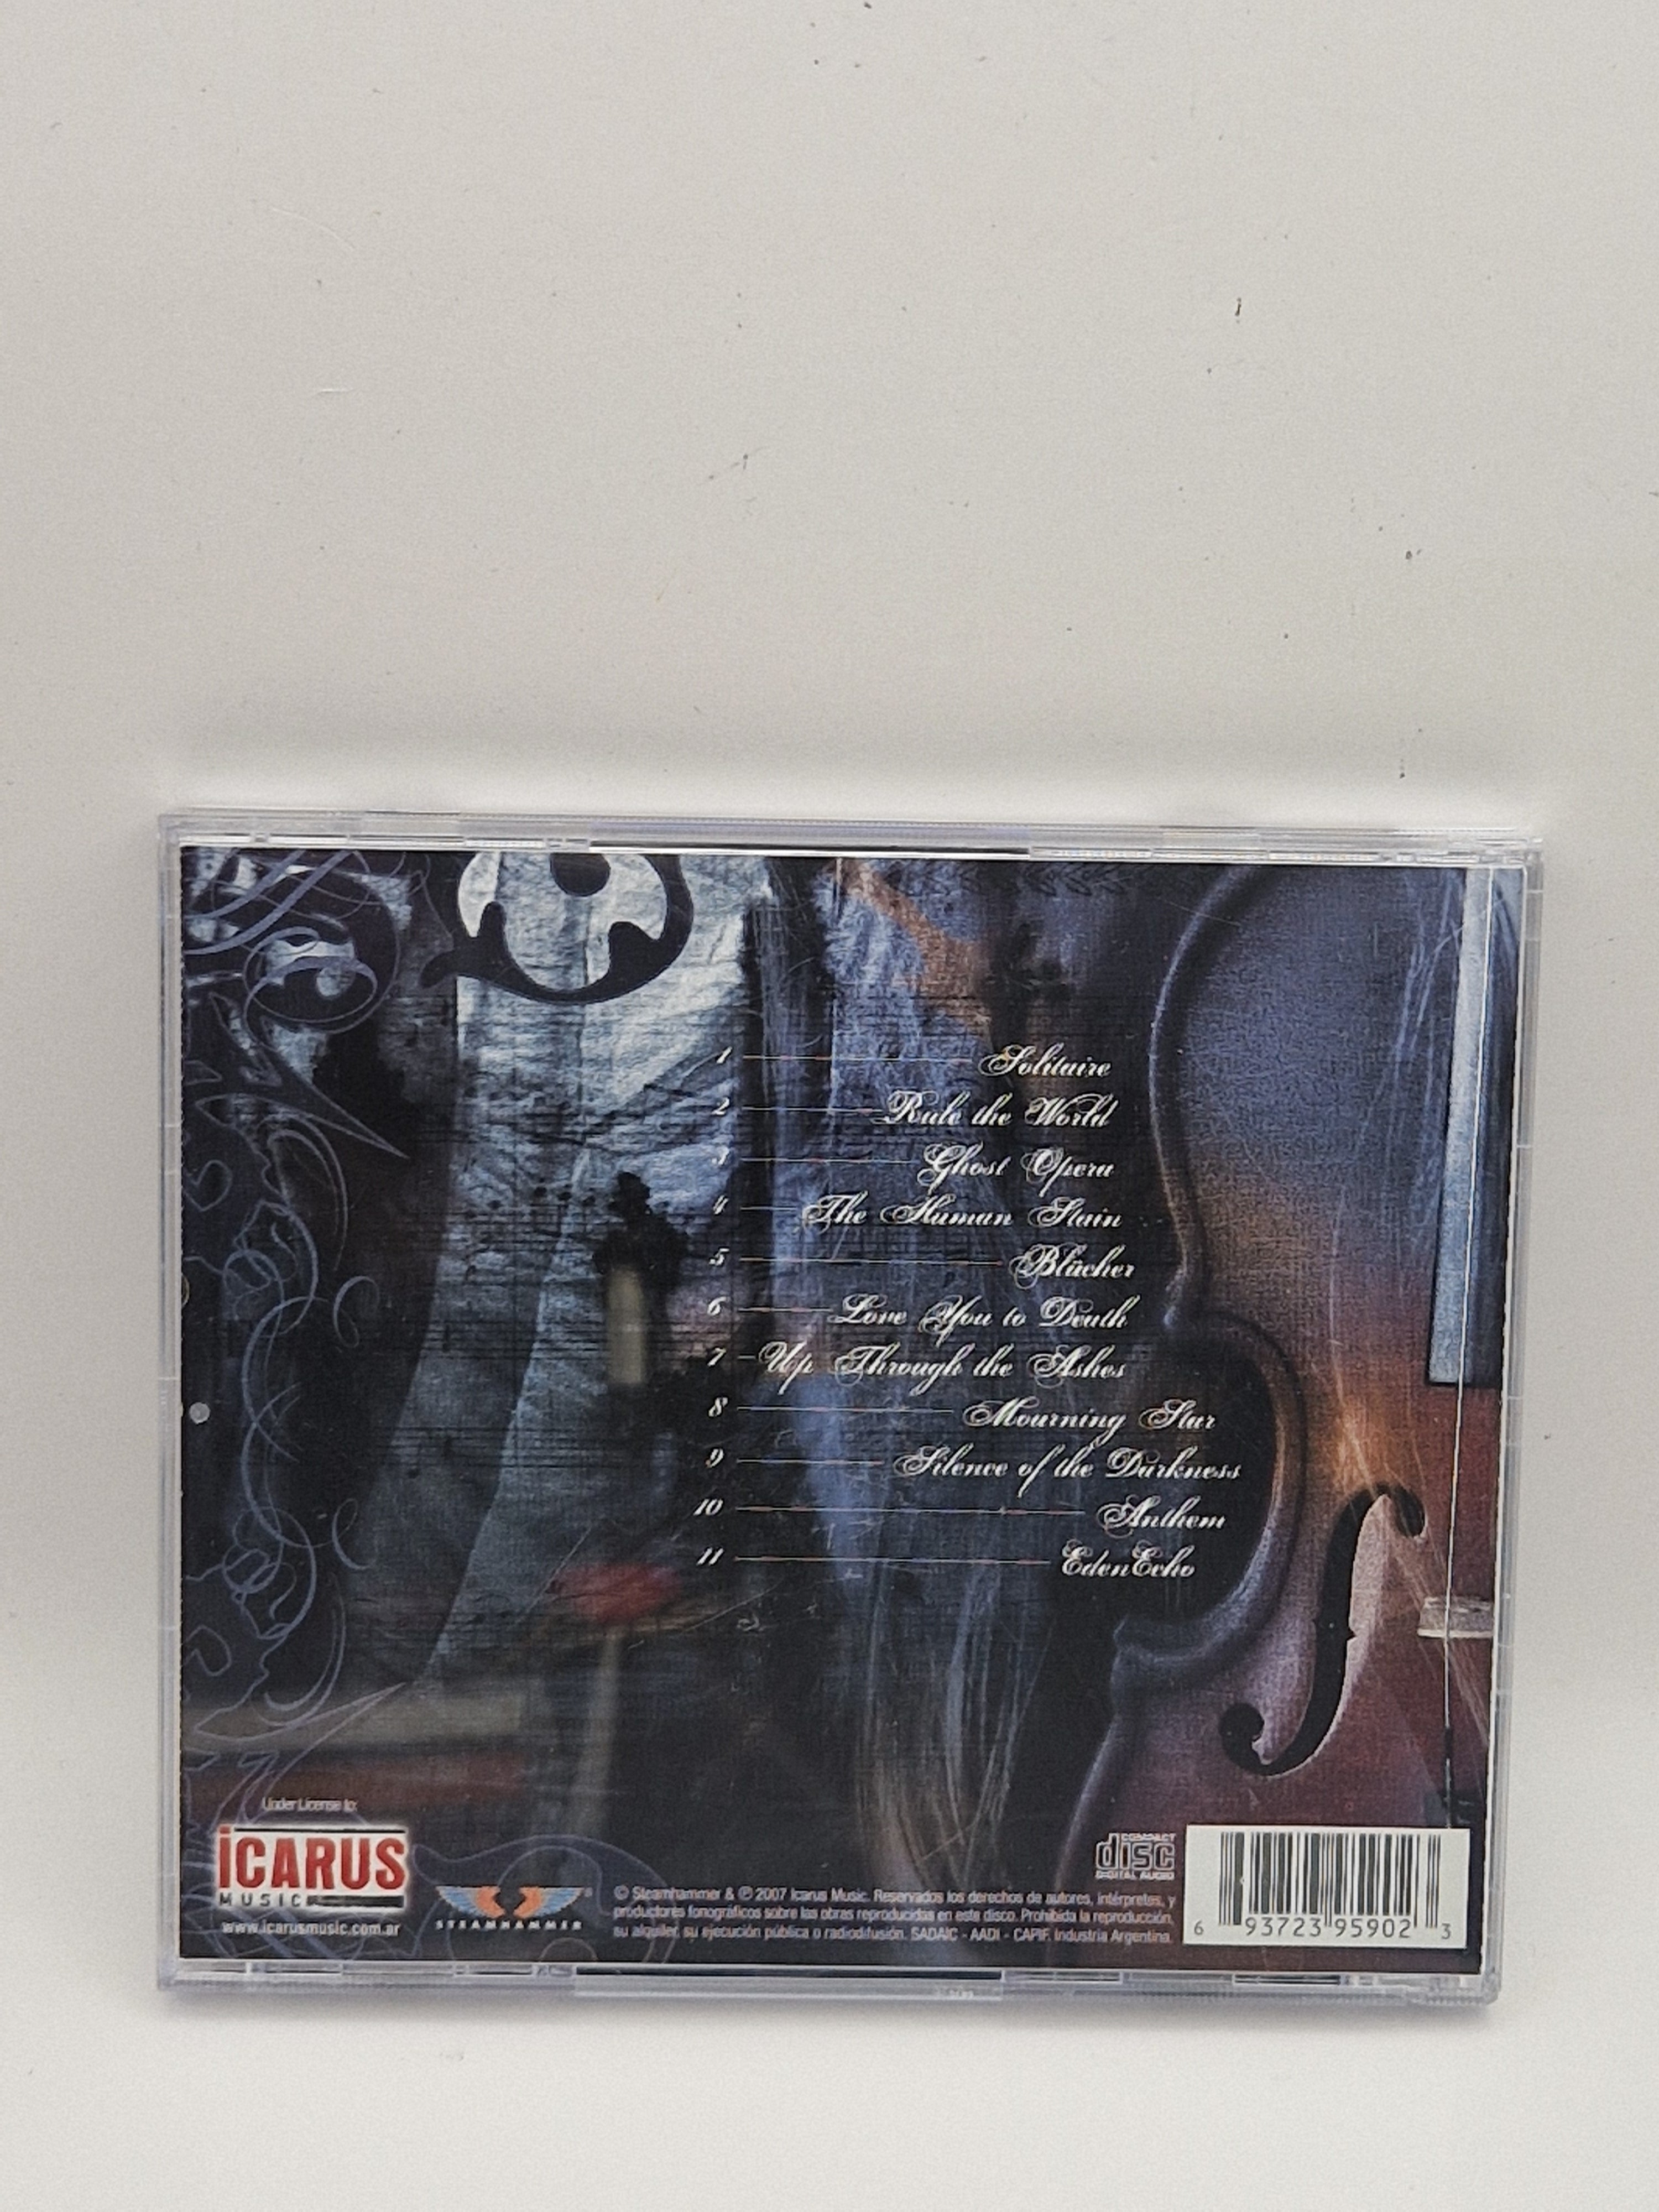 1 Solitaire
2 Rule the World
3 Ghost Opera
4 The Human Stain
5 Blücher
6 Love You to Death
7 Up Through the Ashes
8 Mourning Star
9 Silence of the Darkness
10 Anthem
11 EdenEcho
Under License to:
iCARUS
MUSIC
www.icarusmusic.com.ar
STEAMHAMMER®
© Steamhammer & ℗ 2007 Icarus Music. Reservados los derechos de autores, intérpretes, y
productores fonográficos sobre las obras reproducidas en este disco. Prohibida la reproducción,
su alquiler, su ejecución pública o radiodifusión. SADAIC - AADI - CAPIF. Industria Argentina.
COMPACT
disc
DIGITAL AUDIO
6 93723 95902 3